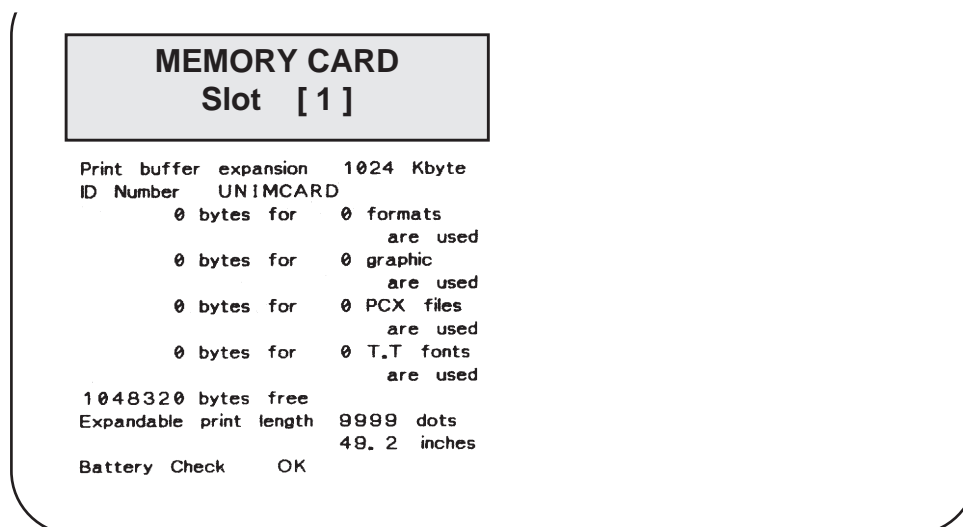 MEMORY CARD
Slot [ 1 ]
Print buffer expansion 1024 Kbyte
ID Number UNIMCARD
0 bytes for 0 formats
are used
0 bytes for 0 graphic
are used
0 bytes for 0 PCX files
are used
0 bytes for 0 T.T fonts
are used
1048320 bytes free
Expandable print length 9999 dots
49.2 inches
Battery Check OK